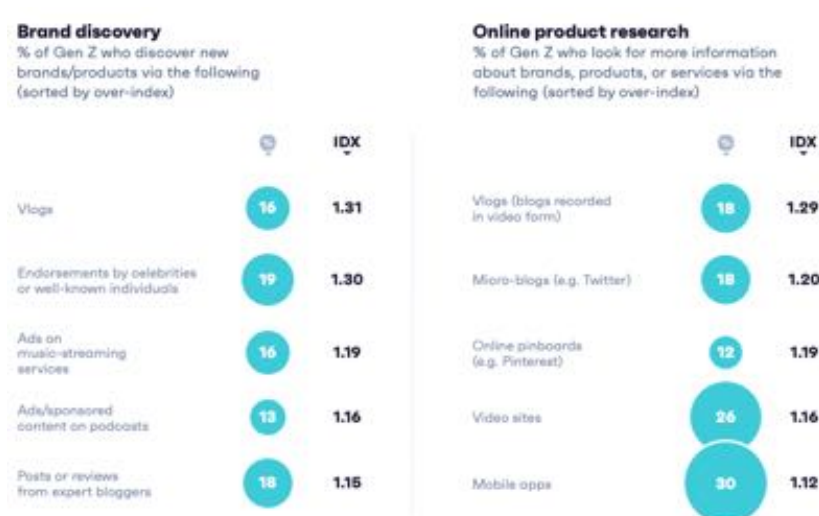 Brand discovery
% of Gen Z who discover new
brands/products via the following
(sorted by over-index)
% IDX
Vlogs 16 1.31
Endorsements by celebrities
or well-known individuals 19 1.30
Ads on
music-streaming 16 1.19
services
Ads/sponsored
content on podcasts 13 1.16
Posts or reviews
from expert bloggers 18 1.15
Online product research
% of Gen Z who look for more information
about brands, products, or services via the
following (sorted by over-index)
% IDX
Vlogs (blogs recorded
in video form) 18 1.29
Micro-blogs (e.g. Twitter) 18 1.20
Online pinboards
(e.g. Pinterest) 12 1.19
Video sites 26 1.16
Mobile apps 30 1.12